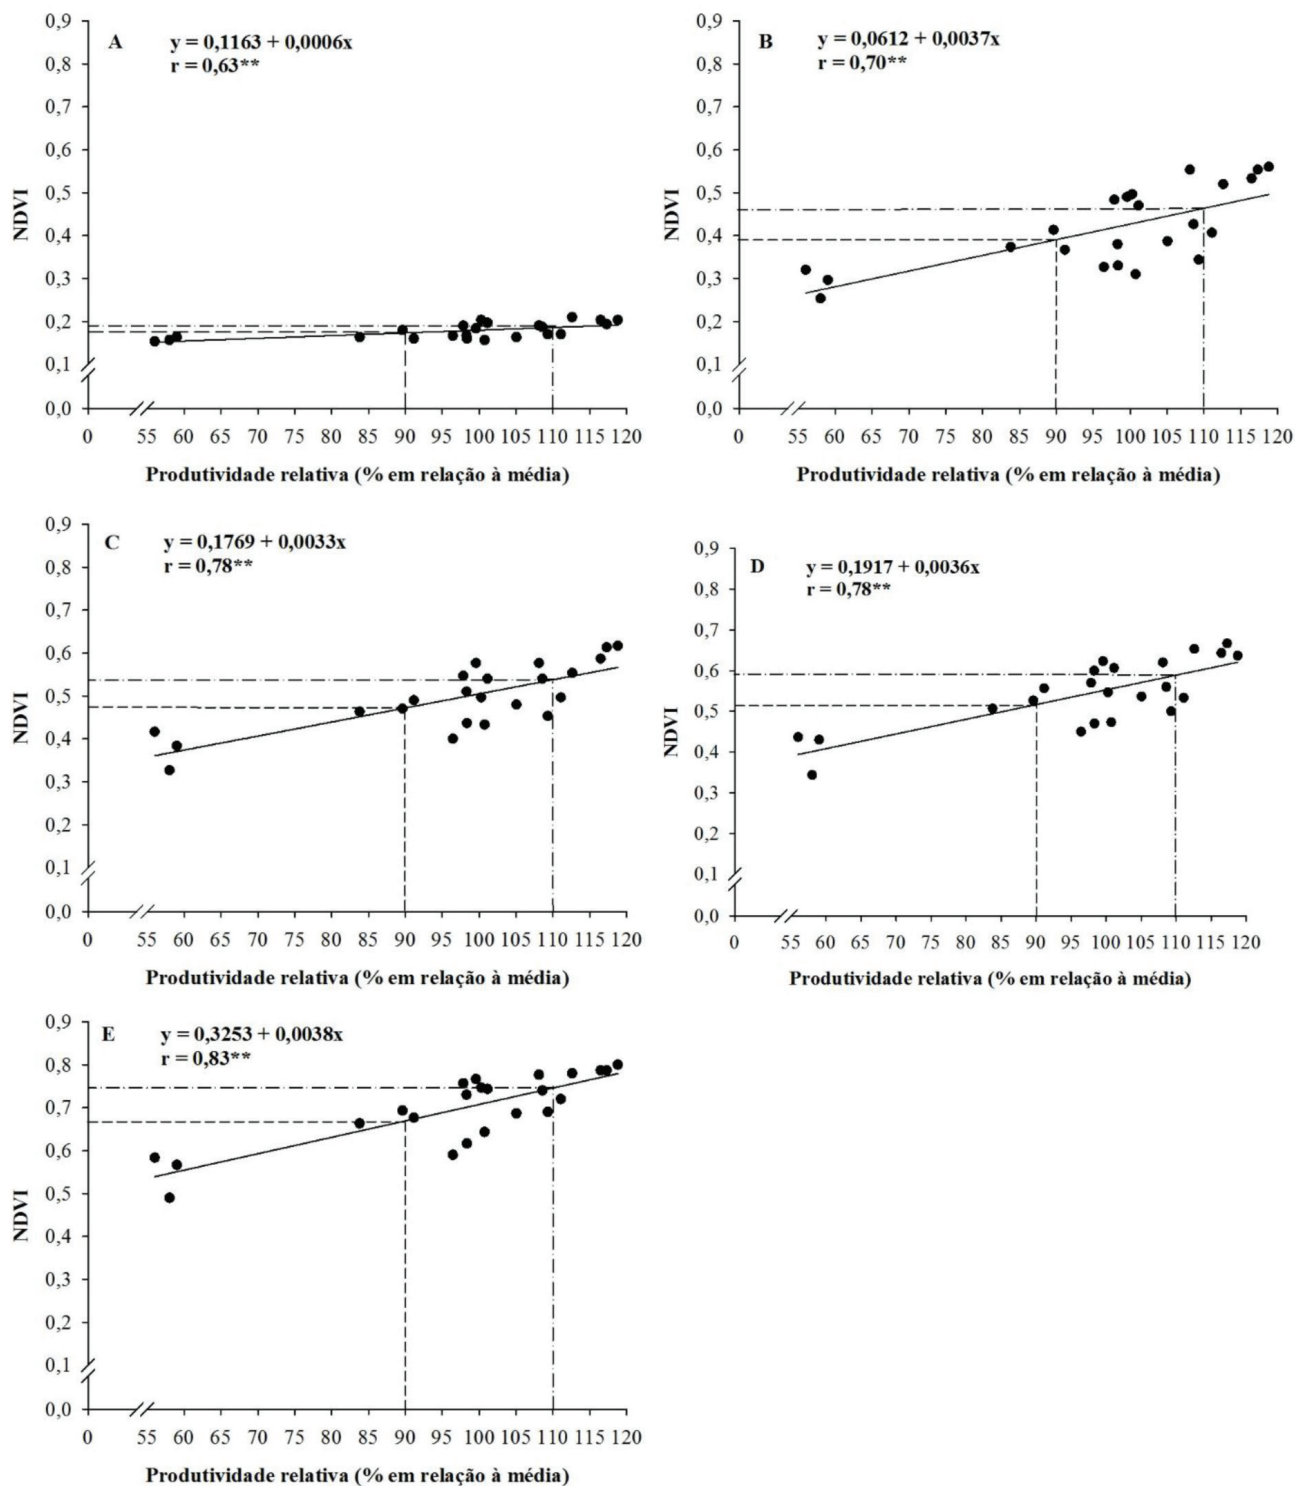 A
y = 0,1163 + 0,0006x
r = 0,63**
NDVI
0,9
0,8
0,7
0,6
0,5
0,4
0,3
0,2
0,1
0,0
0 55 60 65 70 75 80 85 90 95 100 105 110 115 120
Produtividade relativa (% em relação à média)
B
y = 0,0612 + 0,0037x
r = 0,70**
NDVI
0,9
0,8
0,7
0,6
0,5
0,4
0,3
0,2
0,1
0,0
0 55 60 65 70 75 80 85 90 95 100 105 110 115 120
Produtividade relativa (% em relação à média)
C
y = 0,1769 + 0,0033x
r = 0,78**
NDVI
0,9
0,8
0,7
0,6
0,5
0,4
0,3
0,2
0,1
0,0
0 55 60 65 70 75 80 85 90 95 100 105 110 115 120
Produtividade relativa (% em relação à média)
D
y = 0,1917 + 0,0036x
r = 0,78**
NDVI
0,9
0,8
0,7
0,6
0,5
0,4
0,3
0,2
0,1
0,0
0 55 60 65 70 75 80 85 90 95 100 105 110 115 120
Produtividade relativa (% em relação à média)
E
y = 0,3253 + 0,0038x
r = 0,83**
NDVI
0,9
0,8
0,7
0,6
0,5
0,4
0,3
0,2
0,1
0,0
0 55 60 65 70 75 80 85 90 95 100 105 110 115 120
Produtividade relativa (% em relação à média)